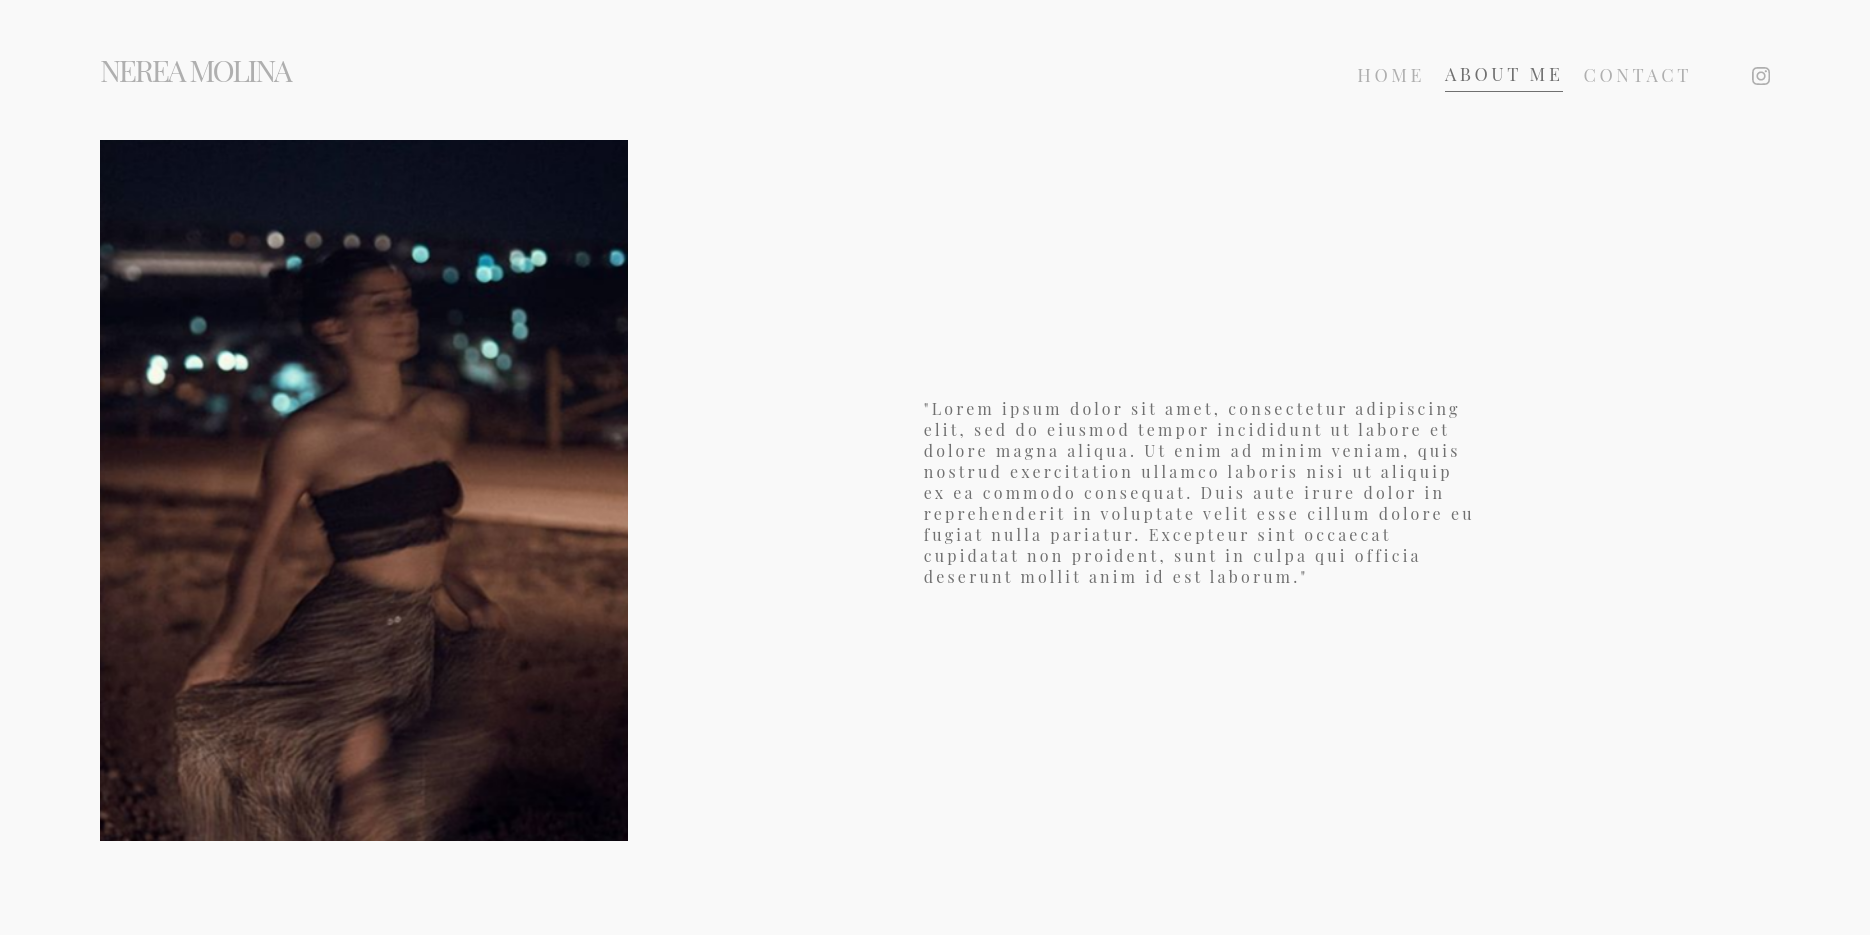 NEREA MOLINA
HOME ABOUT ME CONTACT
"Lorem ipsum dolor sit amet, consectetur adipiscing
elit, sed do eiusmod tempor incididunt ut labore et
dolore magna aliqua. Ut enim ad minim veniam, quis
nostrud exercitation ullamco laboris nisi ut aliquip
ex ea commodo consequat. Duis aute irure dolor in
reprehenderit in voluptate velit esse cillum dolore eu
fugiat nulla pariatur. Excepteur sint occaecat
cupidatat non proident, sunt in culpa qui officia
deserunt mollit anim id est laborum."